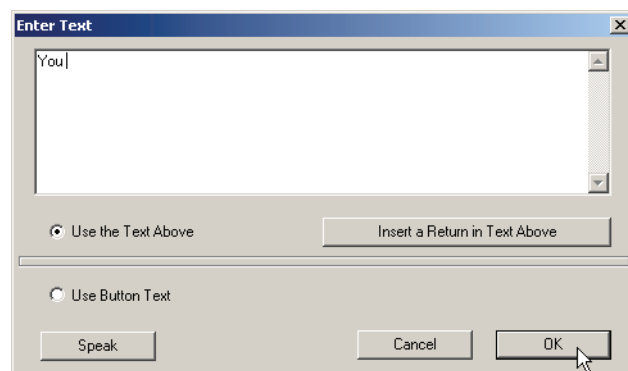 Enter Text
You
Use the Text Above
Insert a Return in Text Above
Use Button Text
Speak
Cancel
OK